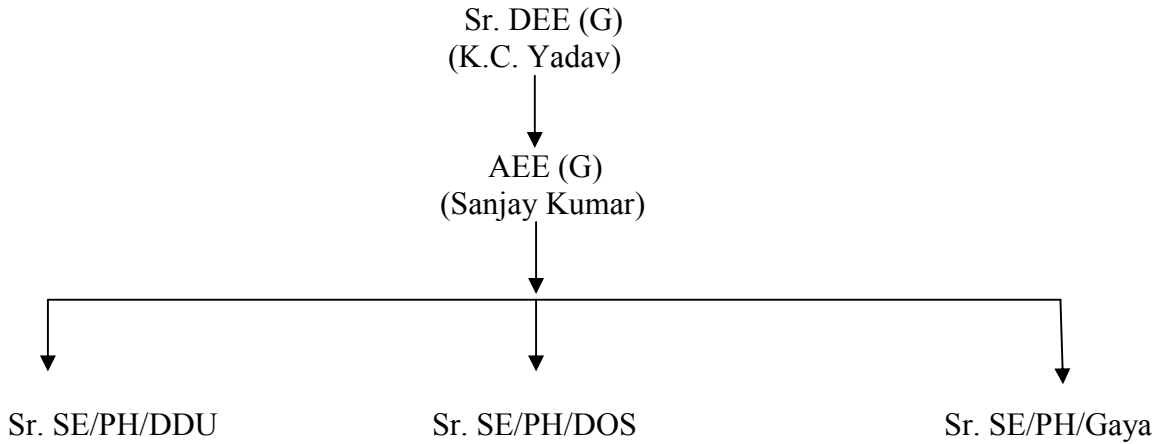 Sr. DEE (G)
(K.C. Yadav)
AEE (G)
(Sanjay Kumar)
Sr. SE/PH/DDU
Sr. SE/PH/DOS
Sr. SE/PH/Gaya